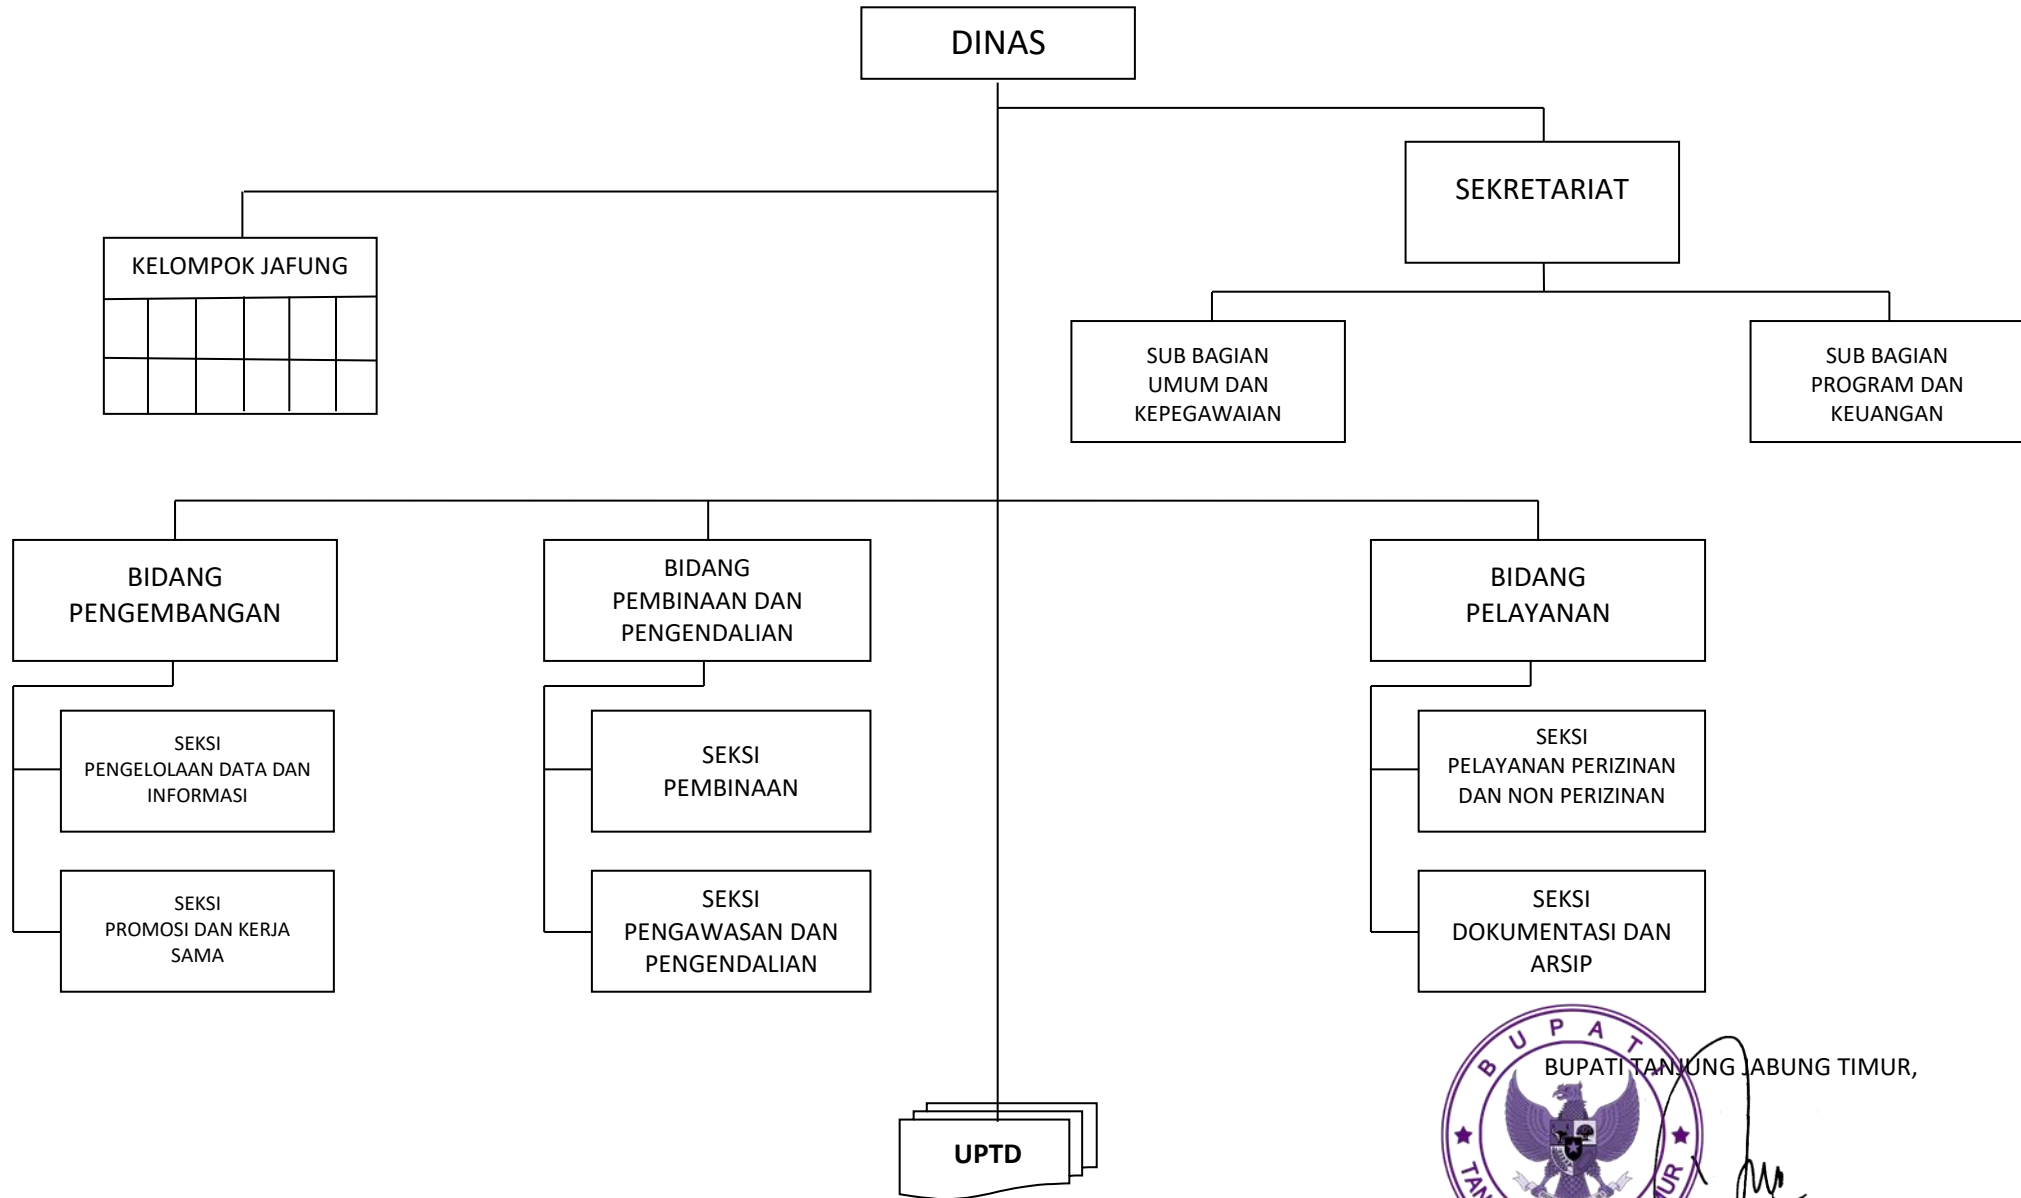 DINAS
SEKRETARIAT
KELOMPOK JAFUNG
SUB BAGIAN
UMUM DAN
KEPEGAWAIAN
SUB BAGIAN
PROGRAM DAN
KEUANGAN
BIDANG
PENGEMBANGAN
BIDANG
PEMBINAAN DAN
PENGENDALIAN
BIDANG
PELAYANAN
SEKSI
PENGELOLAAN DATA DAN
INFORMASI
SEKSI
PEMBINAAN
SEKSI
PELAYANAN PERIZINAN
DAN NON PERIZINAN
SEKSI
PROMOSI DAN KERJA
SAMA
SEKSI
PENGAWASAN DAN
PENGENDALIAN
SEKSI
DOKUMENTASI DAN
ARSIP
BUPATI TANJUNG JABUNG TIMUR,
BUPATI
UPTD